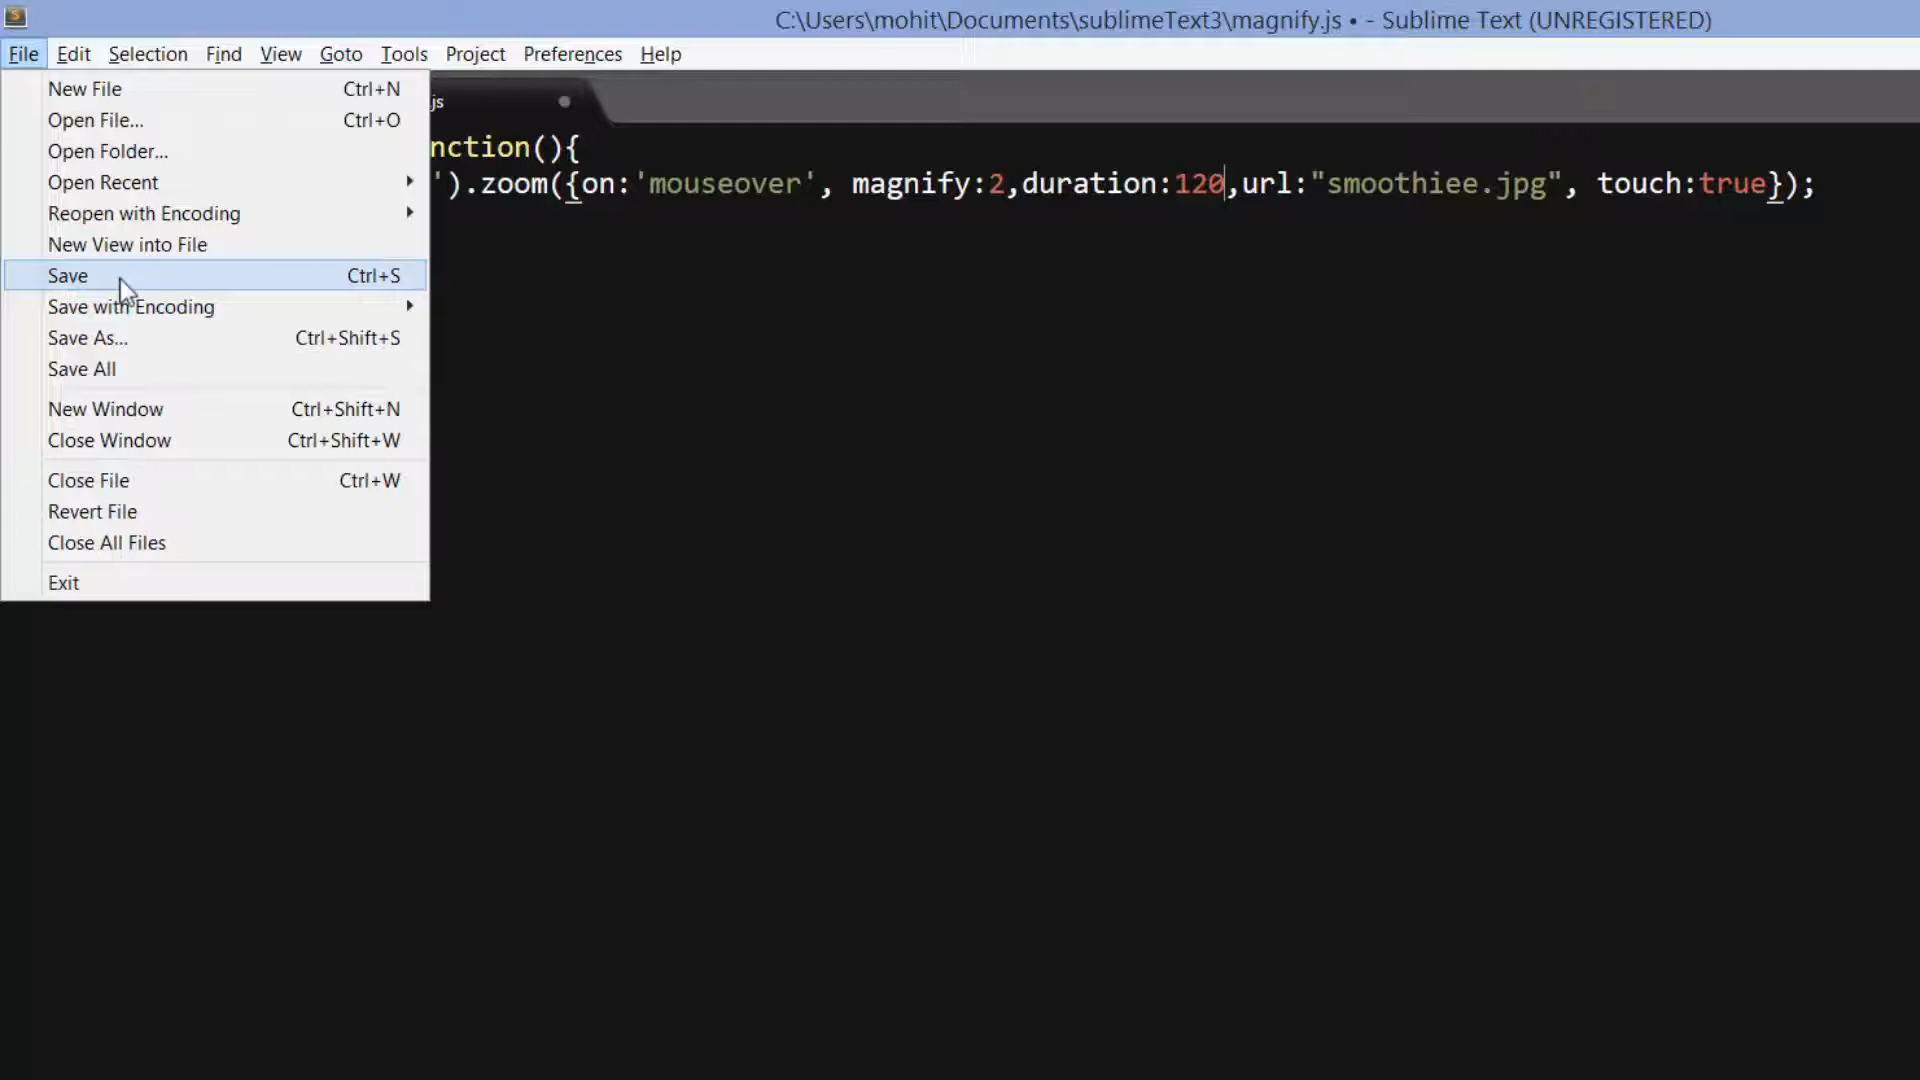 C:\Users\mohit\Documents\sublimeText3\magnify.js • - Sublime Text (UNREGISTERED)
File Edit Selection Find View Goto Tools Project Preferences Help
New File Ctrl+N
Open File... Ctrl+O
Open Folder...
Open Recent
Reopen with Encoding
New View into File
Save Ctrl+S
Save with Encoding
Save As... Ctrl+Shift+S
Save All
New Window Ctrl+Shift+N
Close Window Ctrl+Shift+W
Close File Ctrl+W
Revert File
Close All Files
Exit
js
nction(){
').zoom({on:'mouseover', magnify:2,duration:120,url:"smoothiee.jpg", touch:true});